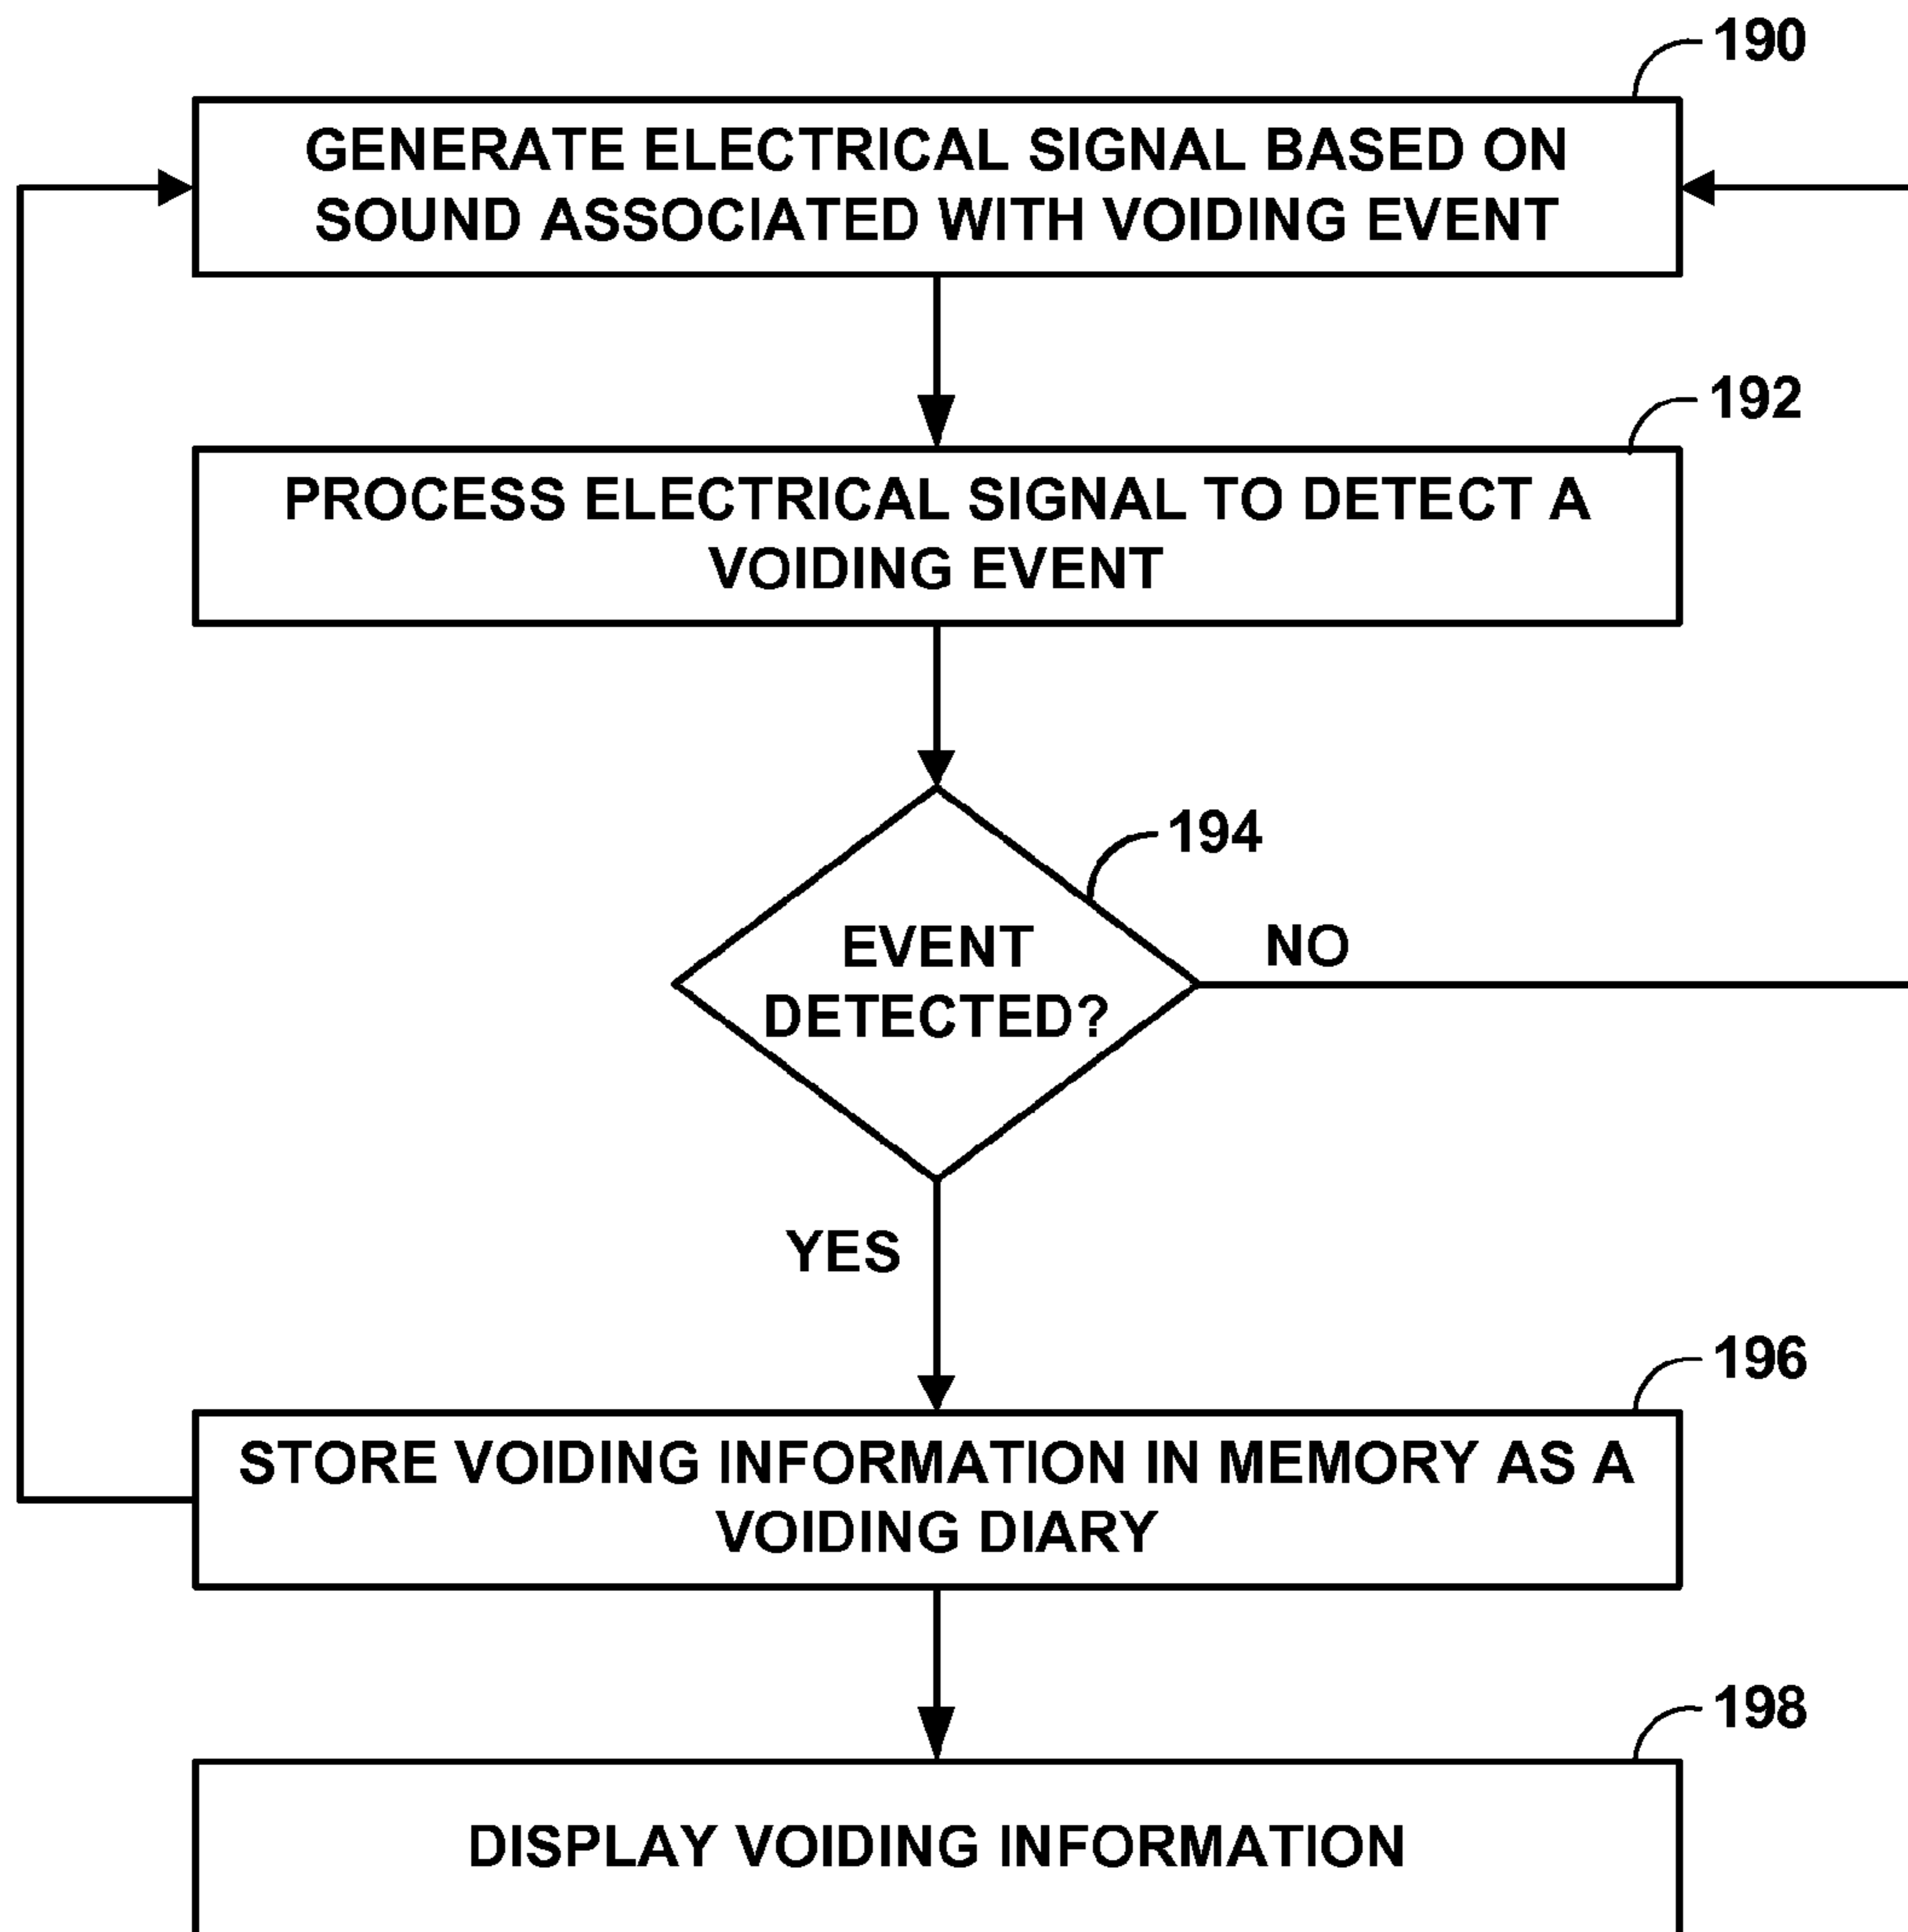 190
GENERATE ELECTRICAL SIGNAL BASED ON
SOUND ASSOCIATED WITH VOIDING EVENT
192
PROCESS ELECTRICAL SIGNAL TO DETECT A
VOIDING EVENT
194
EVENT
DETECTED?
NO
YES
196
STORE VOIDING INFORMATION IN MEMORY AS A
VOIDING DIARY
198
DISPLAY VOIDING INFORMATION